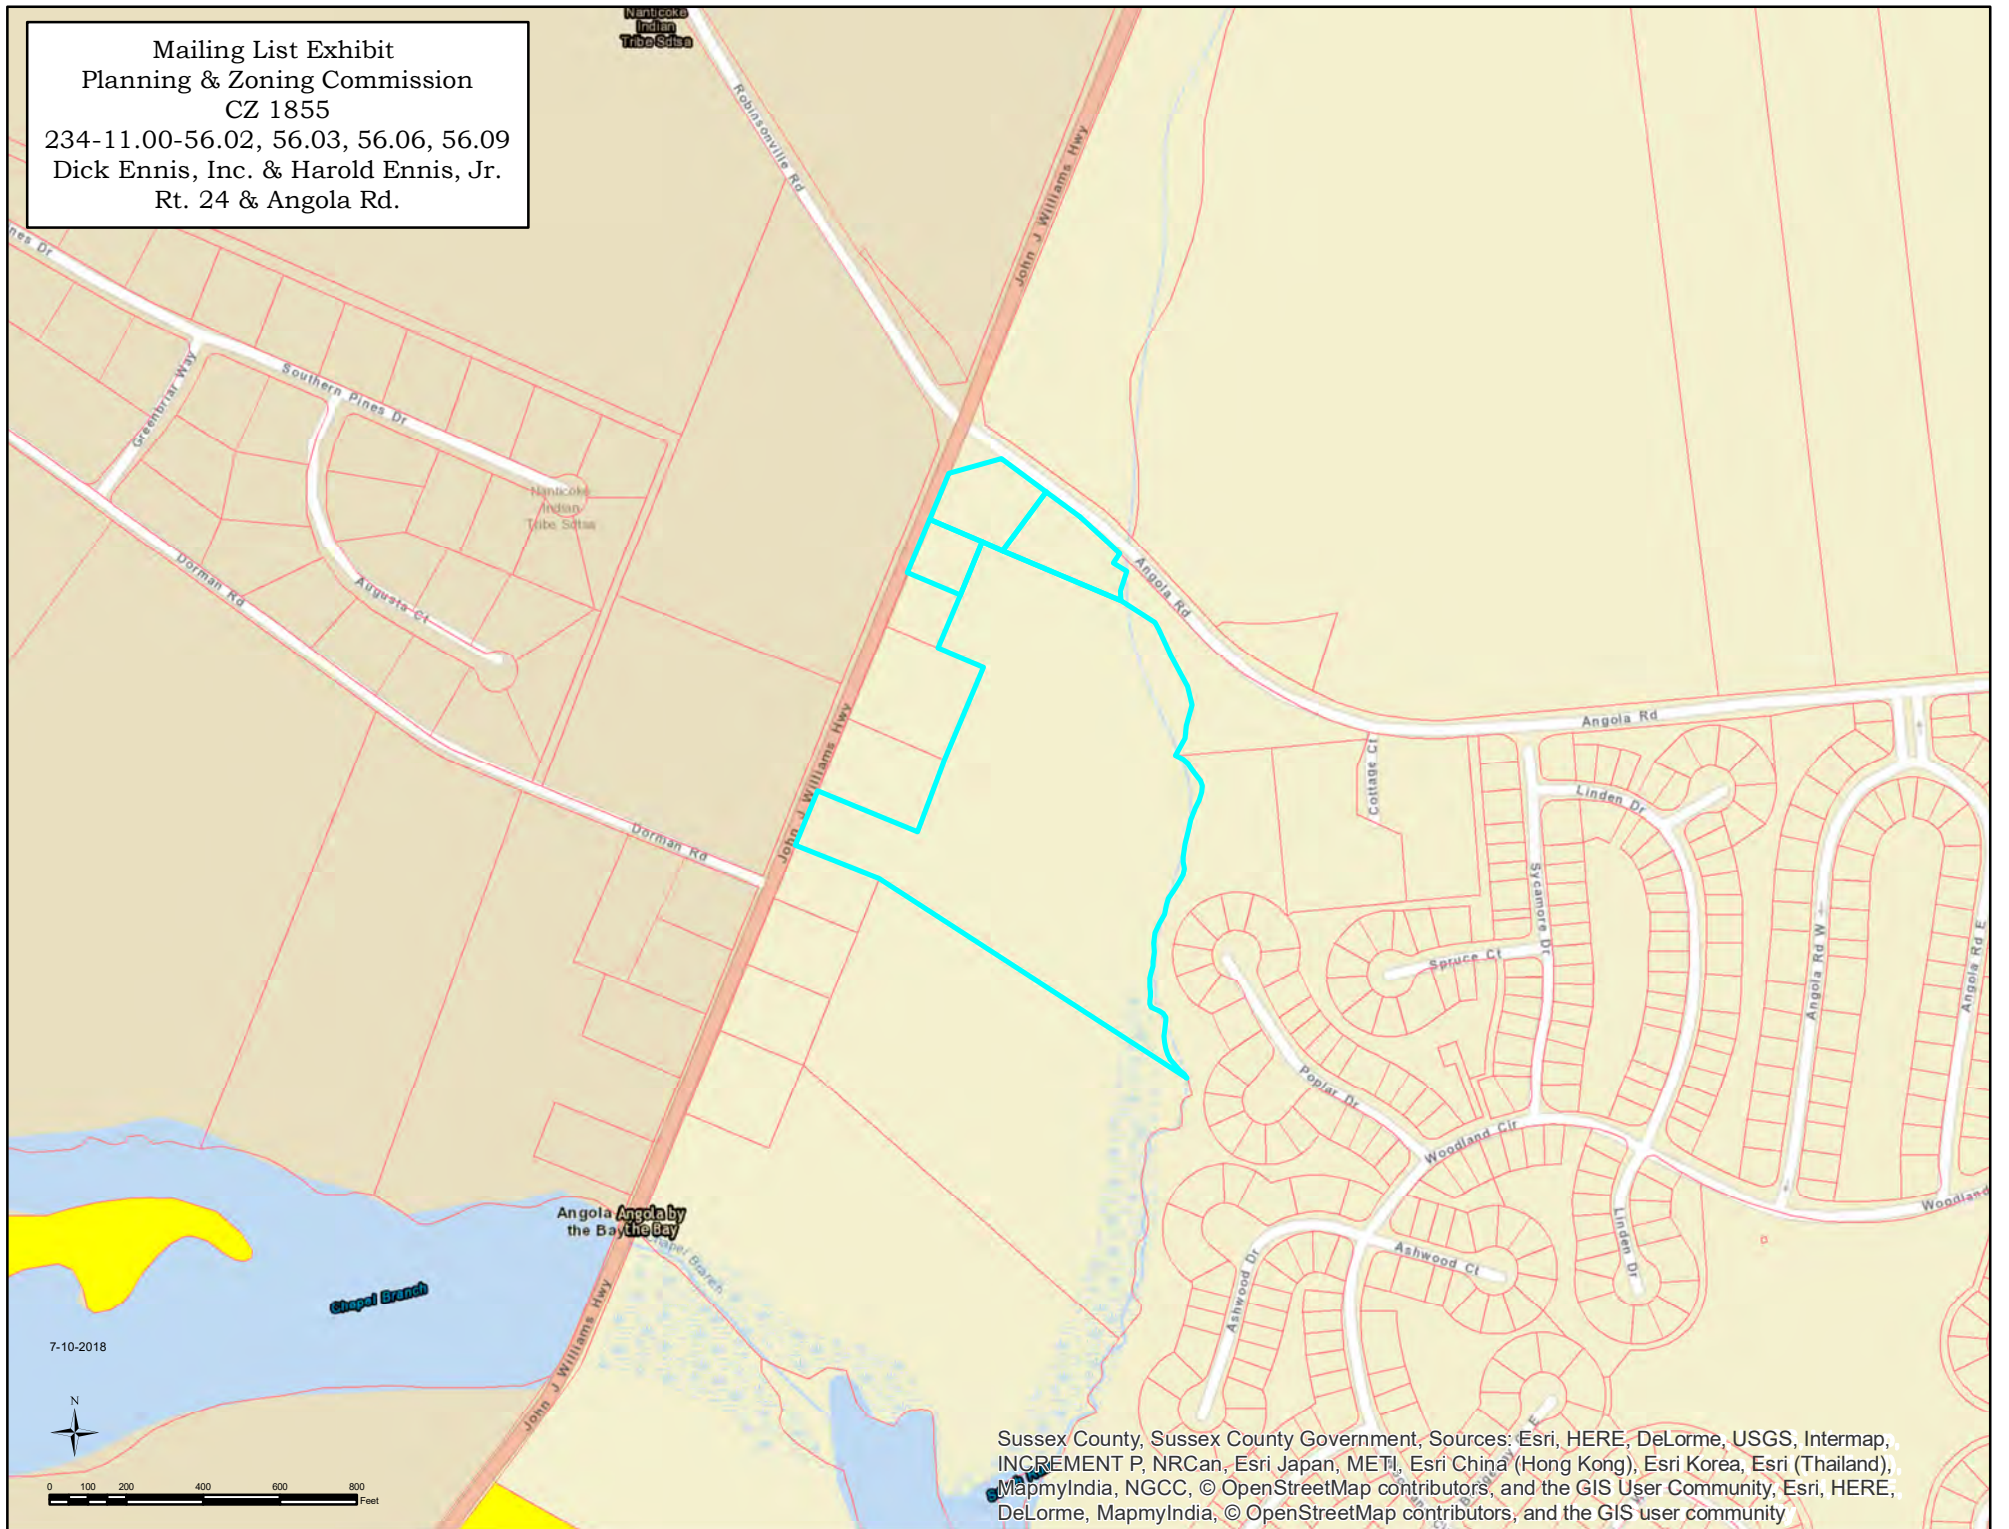 Mailing List Exhibit
Planning & Zoning Commission
CZ 1855
234-11.00-56.02, 56.03, 56.06, 56.09
Dick Ennis, Inc. & Harold Ennis, Jr.
Rt. 24 & Angola Rd.
Nanticoke
Indian
Tribe Sdtsa
Robinsonville Rd
John J Williams Hwy
nes Dr
Greenbriar Way
Southern Pines Dr
Nanticoke
Indian
Tribe Sdtsa
Dorman Rd
Augusta Ct
Angola Rd
John J Williams Hwy
Dorman Rd
Angola Rd
Cottage Ct
Linden Dr
Sycamore Dr
Angola Rd W
Angola Rd E
Spruce Ct
Poplar Dr
Woodland Cir
Woodland
Linden Dr
Ashwood Ct
Ashwood Dr
Angola
the Bay
Angola by
the Bay
Chapel Branch
Chapel Branch
John J Williams Hwy
7-10-2018
N
0 100 200 400 600 800
Feet
Sussex County, Sussex County Government, Sources: Esri, HERE, DeLorme, USGS, Intermap,
INCREMENT P, NRCan, Esri Japan, METI, Esri China (Hong Kong), Esri Korea, Esri (Thailand),
MapmyIndia, NGCC, © OpenStreetMap contributors, and the GIS User Community, Esri, HERE,
DeLorme, MapmyIndia, © OpenStreetMap contributors, and the GIS user community